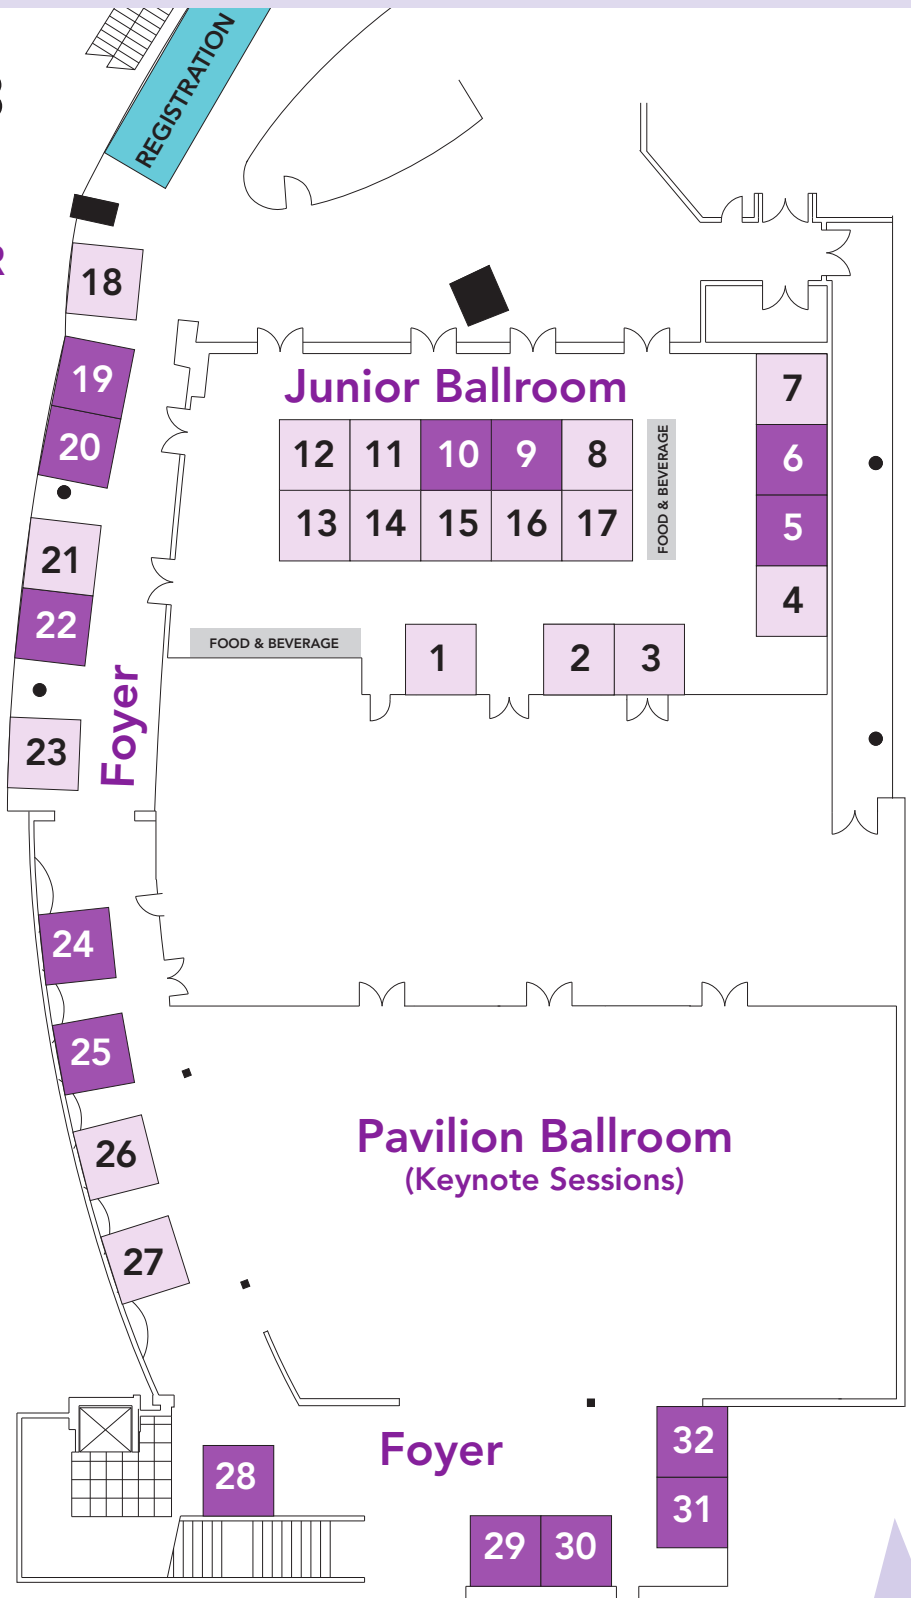 REGISTRATION
18
19
20
21
22
23
Foyer
Junior Ballroom
12 11 10 9 8
13 14 15 16 17
FOOD & BEVERAGE
7
6
5
4
FOOD & BEVERAGE
1 2 3
24
25
26
27
Pavilion Ballroom
(Keynote Sessions)
Foyer
28
29 30
32
31